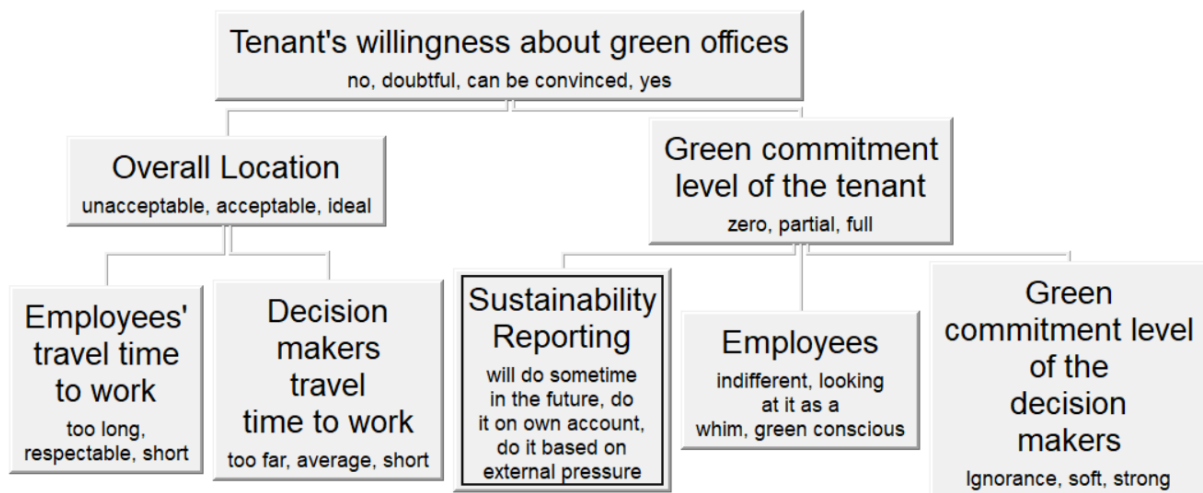 Tenant's willingness about green offices
no, doubtful, can be convinced, yes
Overall Location
unacceptable, acceptable, ideal
Green commitment
level of the tenant
zero, partial, full
Employees'
travel time
to work
too long,
respectable, short
Decision
makers
travel
time to work
too far, average, short
Sustainability
Reporting
will do sometime
in the future, do
it on own account,
do it based on
external pressure
Employees
indifferent, looking
at it as a
whim, green conscious
Green
commitment level
of the
decision
makers
Ignorance, soft, strong